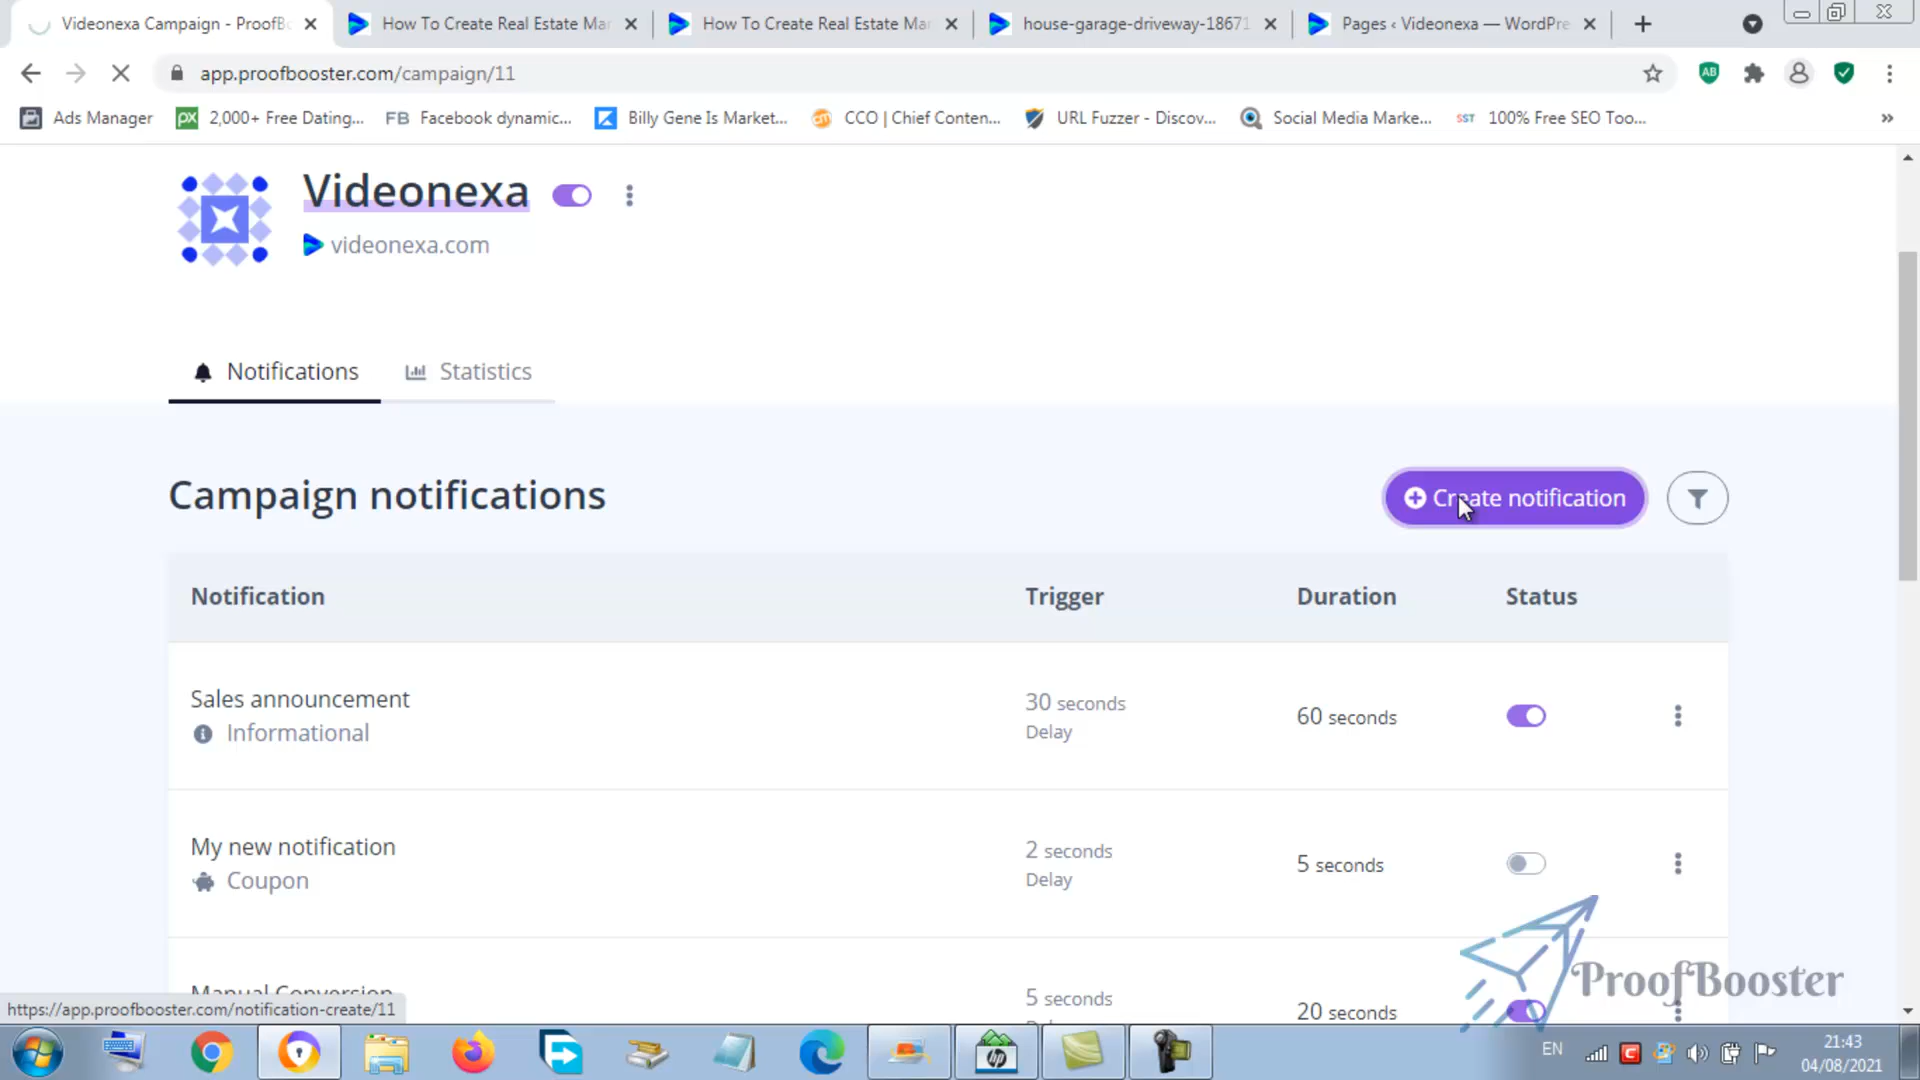 Videonexa Campaign - ProofB
How To Create Real Estate Mar
How To Create Real Estate Mar
house-garage-driveway-18671
Pages ‹ Videonexa — WordPre
app.proofbooster.com/campaign/11
Ads Manager
2,000+ Free Dating...
FB Facebook dynamic...
Billy Gene Is Market...
CCO | Chief Conten...
URL Fuzzer - Discov...
Social Media Marke...
SST 100% Free SEO Too...
»
Videonexa
videonexa.com
Notifications
Statistics
Campaign notifications
Create notification
Notification Trigger Duration Status
Sales announcement
Informational
30 seconds
Delay
60 seconds
My new notification
Coupon
2 seconds
Delay
5 seconds
Manual Conversion
5 seconds
20 seconds
ProofBooster
https://app.proofbooster.com/notification-create/11
EN
21:43
04/08/2021